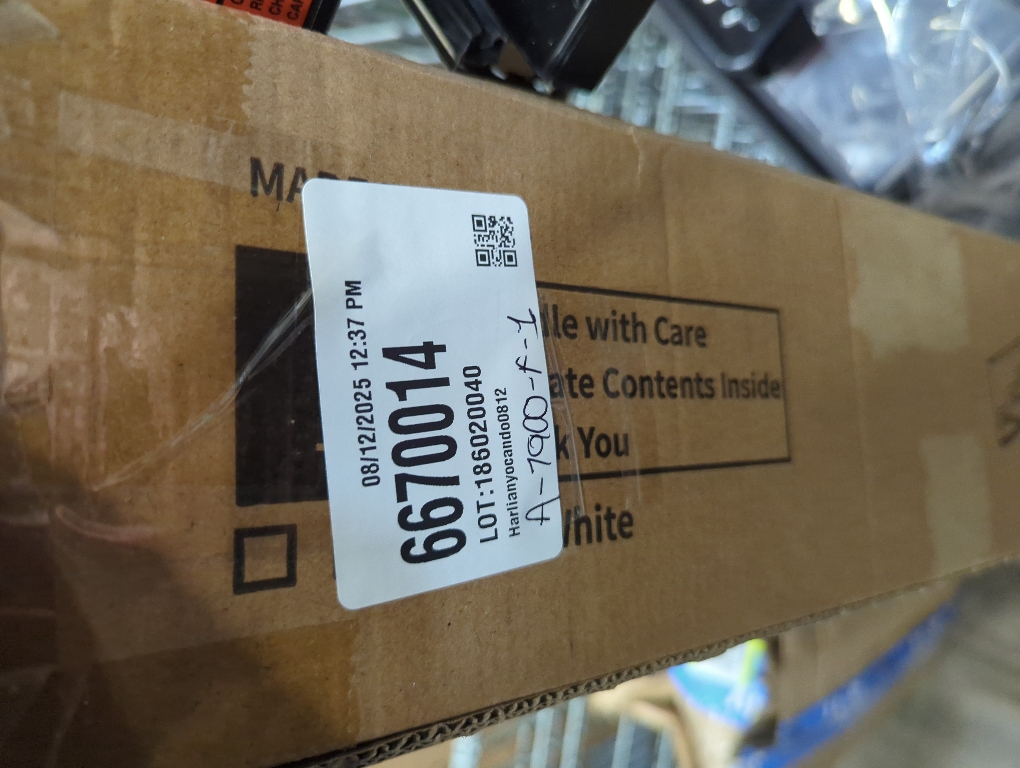 08/12/2025 12:37 PM
6670014
LOT:186020040
Harlianyocando0812
A-7900-A-1
lle with Care
ate Contents Inside
k You
White